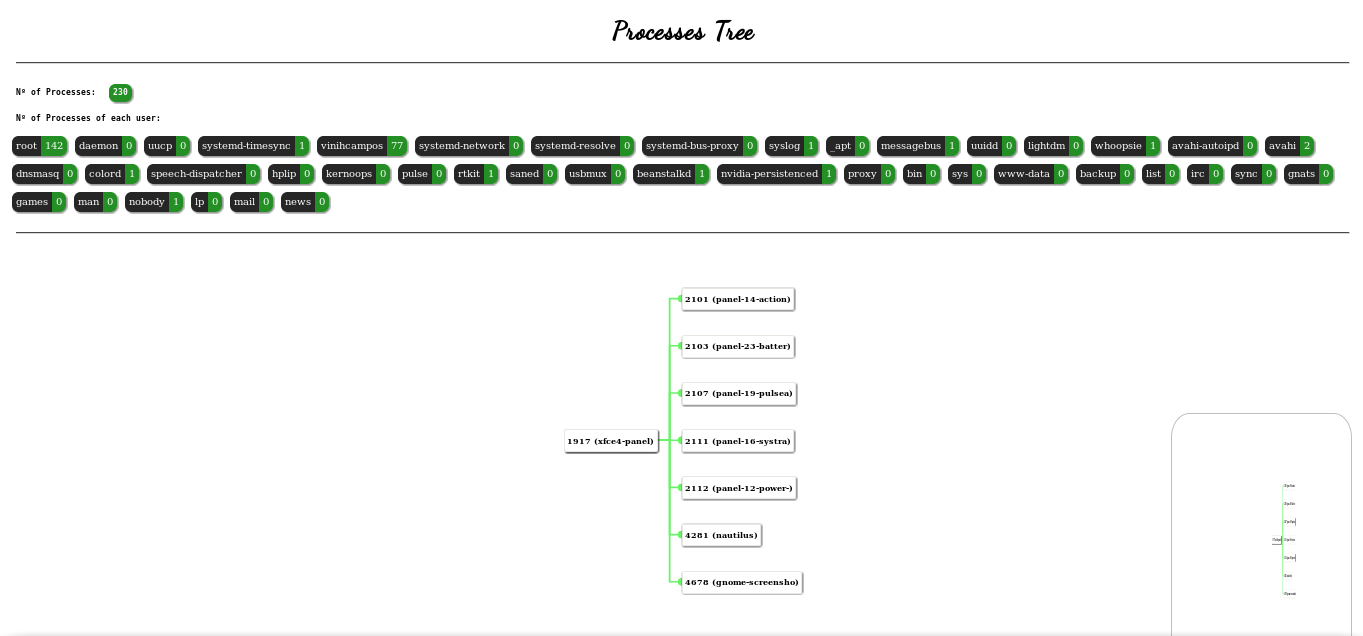 Processes Tree
Nº of Processes: 230
Nº of Processes of each user:
root 142 daemon 0 uucp 0 systemd-timesync 1 vinihcampos 77 systemd-network 0 systemd-resolve 0 systemd-bus-proxy 0 syslog 1 _apt 0 messagebus 1 uuidd 0 lightdm 0 whoopsie 1 avahi-autoipd 0 avahi 2
dnsmasq 0 colord 1 speech-dispatcher 0 hplip 0 kernoops 0 pulse 0 rtkit 1 saned 0 usbmux 0 beanstalkd 1 nvidia-persistenced 1 proxy 0 bin 0 sys 0 www-data 0 backup 0 list 0 irc 0 sync 0 gnats 0
games 0 man 0 nobody 1 lp 0 mail 0 news 0
2101 (panel-14-action)
2103 (panel-23-batter)
2107 (panel-19-pulsea)
1917 (xfce4-panel) 2111 (panel-16-systra)
2112 (panel-12-power-)
4281 (nautilus)
4678 (gnome-screensho)